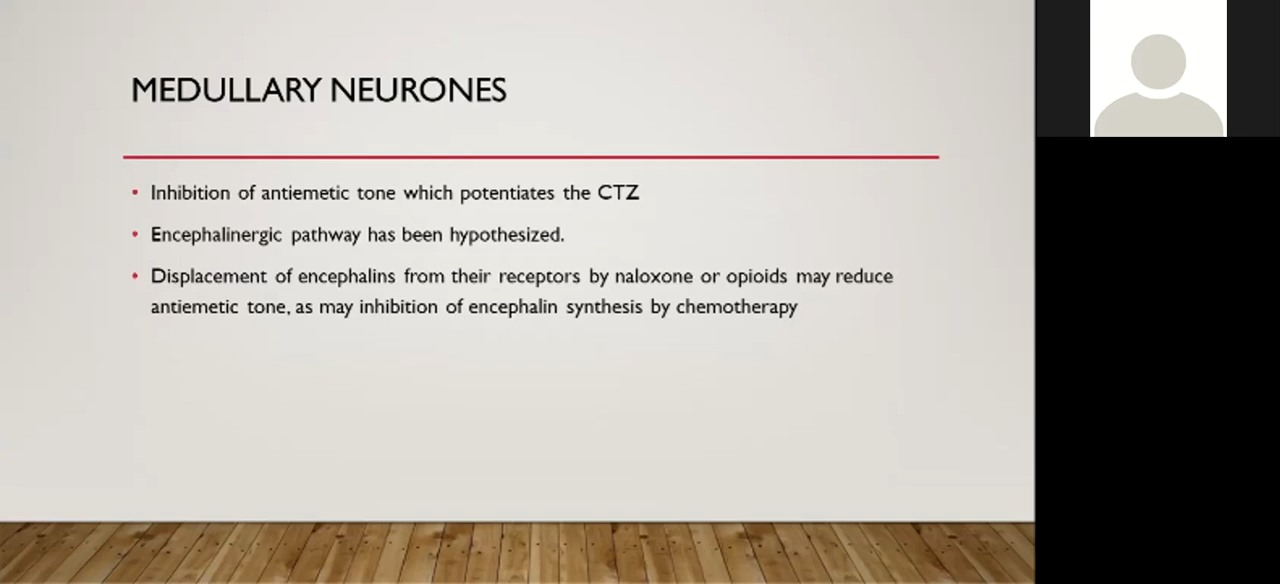 MEDULLARY NEURONES
• Inhibition of antiemetic tone which potentiates the CTZ
• Encephalinergic pathway has been hypothesized.
• Displacement of encephalins from their receptors by naloxone or opioids may reduce
antiemetic tone, as may inhibition of encephalin synthesis by chemotherapy